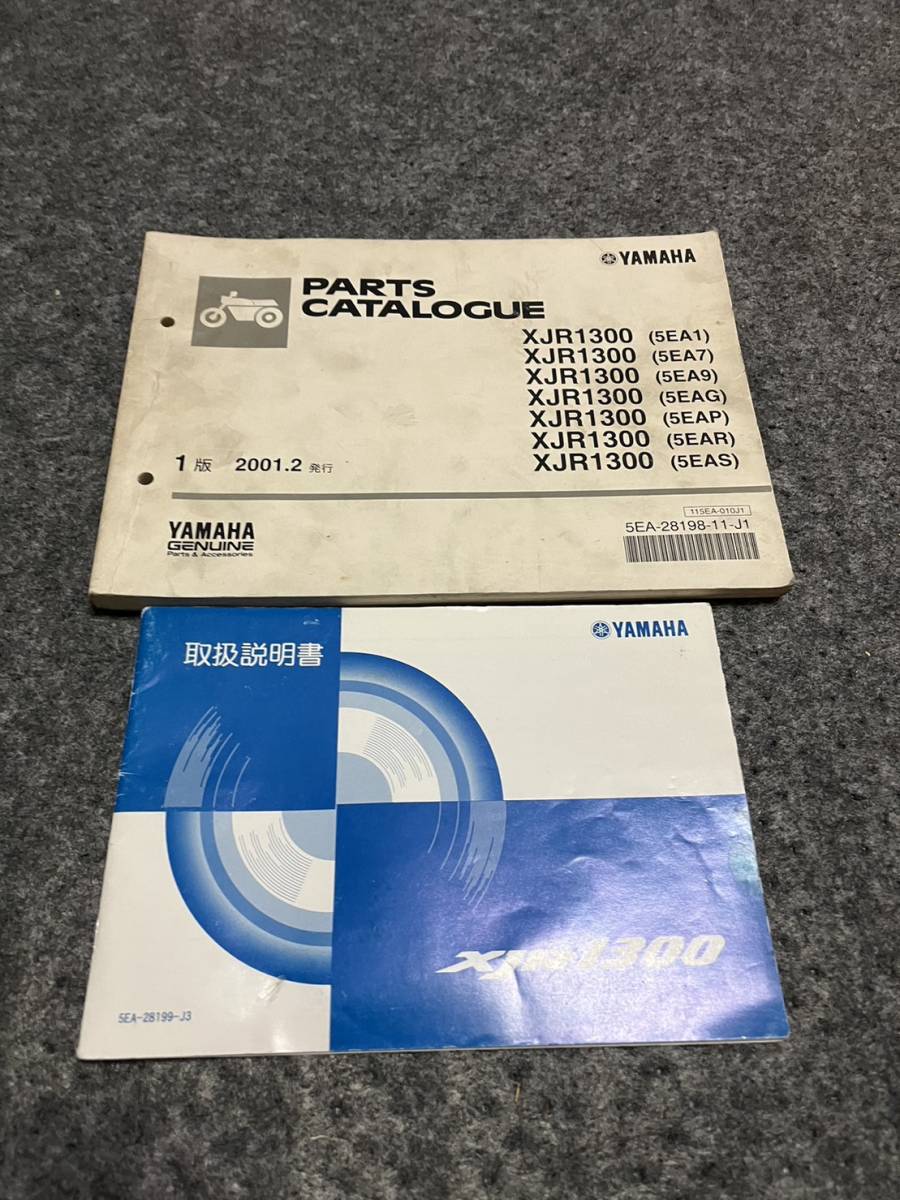 YAMAHA
PARTS
CATALOGUE
XJR1300 (5EA1)
XJR1300 (5EA7)
XJR1300 (5EA9)
XJR1300 (5EAG)
XJR1300 (5EAP)
XJR1300 (5EAR)
XJR1300 (5EAS)
1版 2001.2 発行
YAMAHA
GENUINE
Parts & Accessories
115EA-010J1
5EA-28198-11-J1
取扱説明書
YAMAHA
XJR1300
5EA-28199-J3